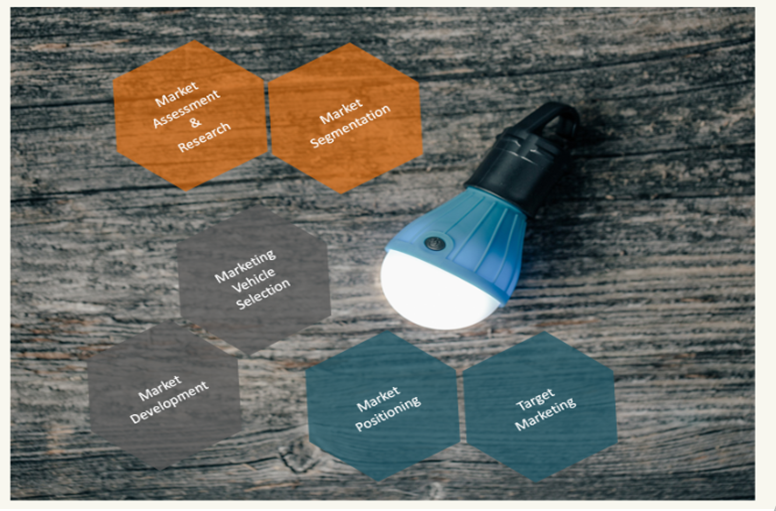 Market
Assessment
&
Research
Market
Segmentation
Marketing
Vehicle
Selection
Market
Development
Market
Positioning
Target
Marketing